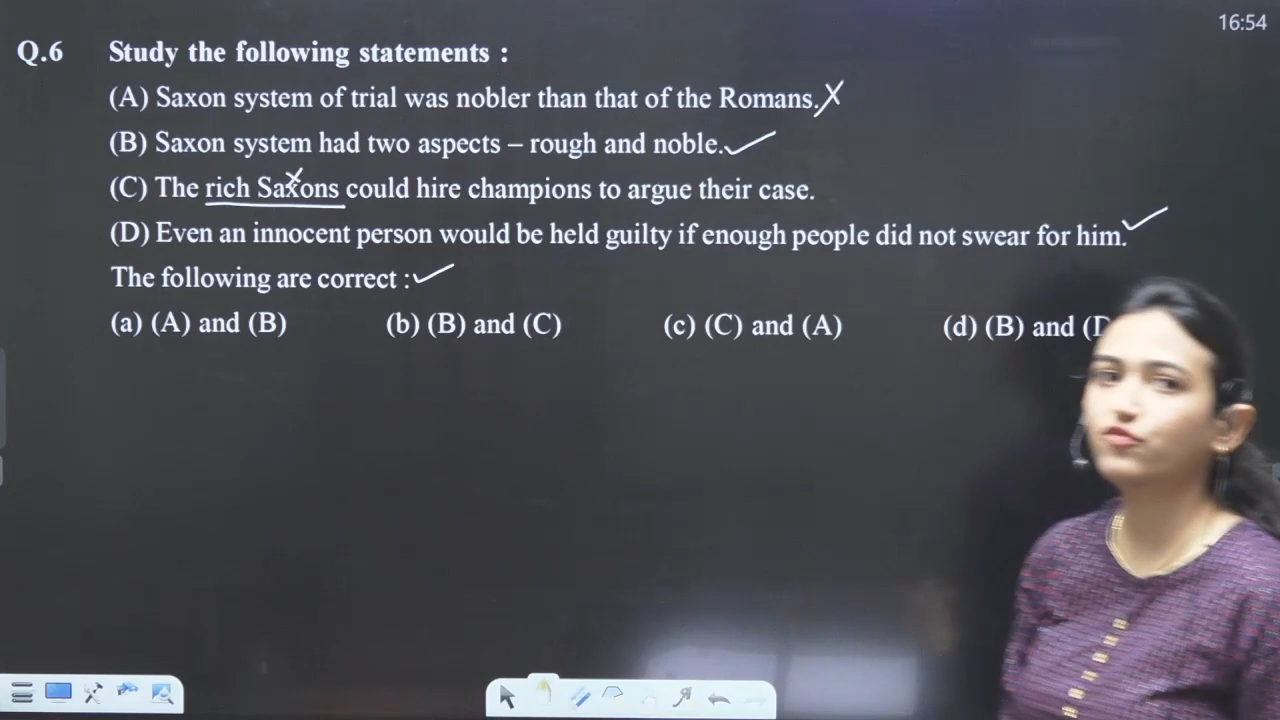 16:54
Q.6 Study the following statements :
(A) Saxon system of trial was nobler than that of the Romans.
(B) Saxon system had two aspects – rough and noble.
(C) The rich Saxons could hire champions to argue their case.
(D) Even an innocent person would be held guilty if enough people did not swear for him.
The following are correct :
(a) (A) and (B) (b) (B) and (C) (c) (C) and (A) (d) (B) and